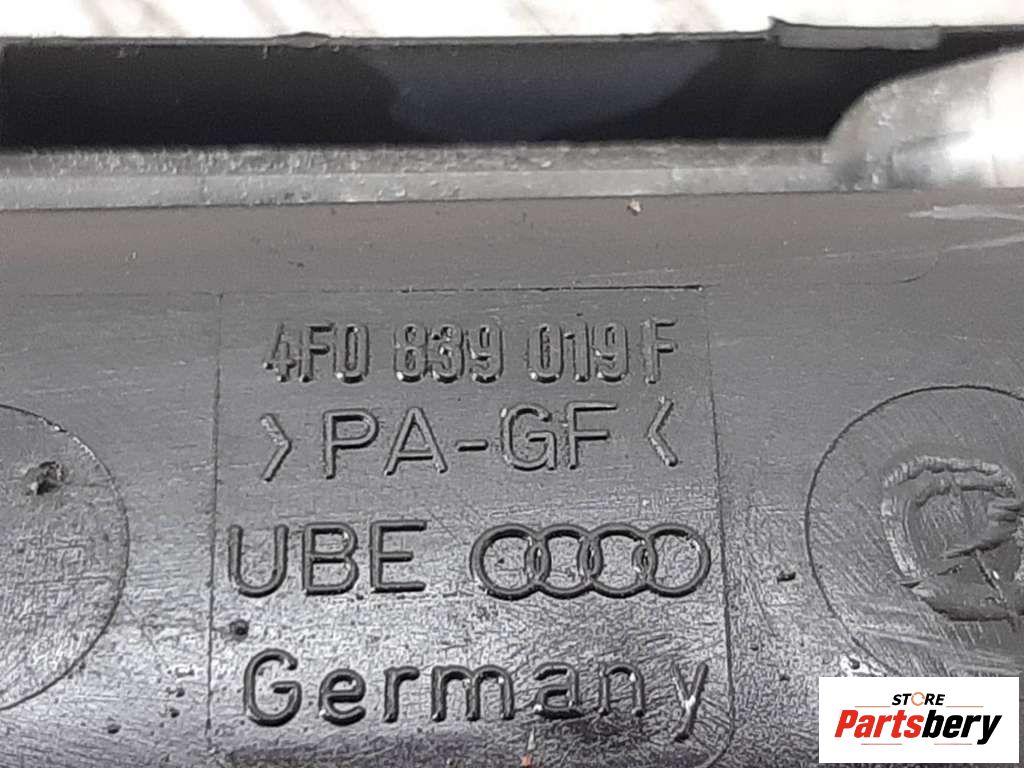 4F0 839 019 F
>PA-GF<
UBE
Germany
STORE
Partsbery